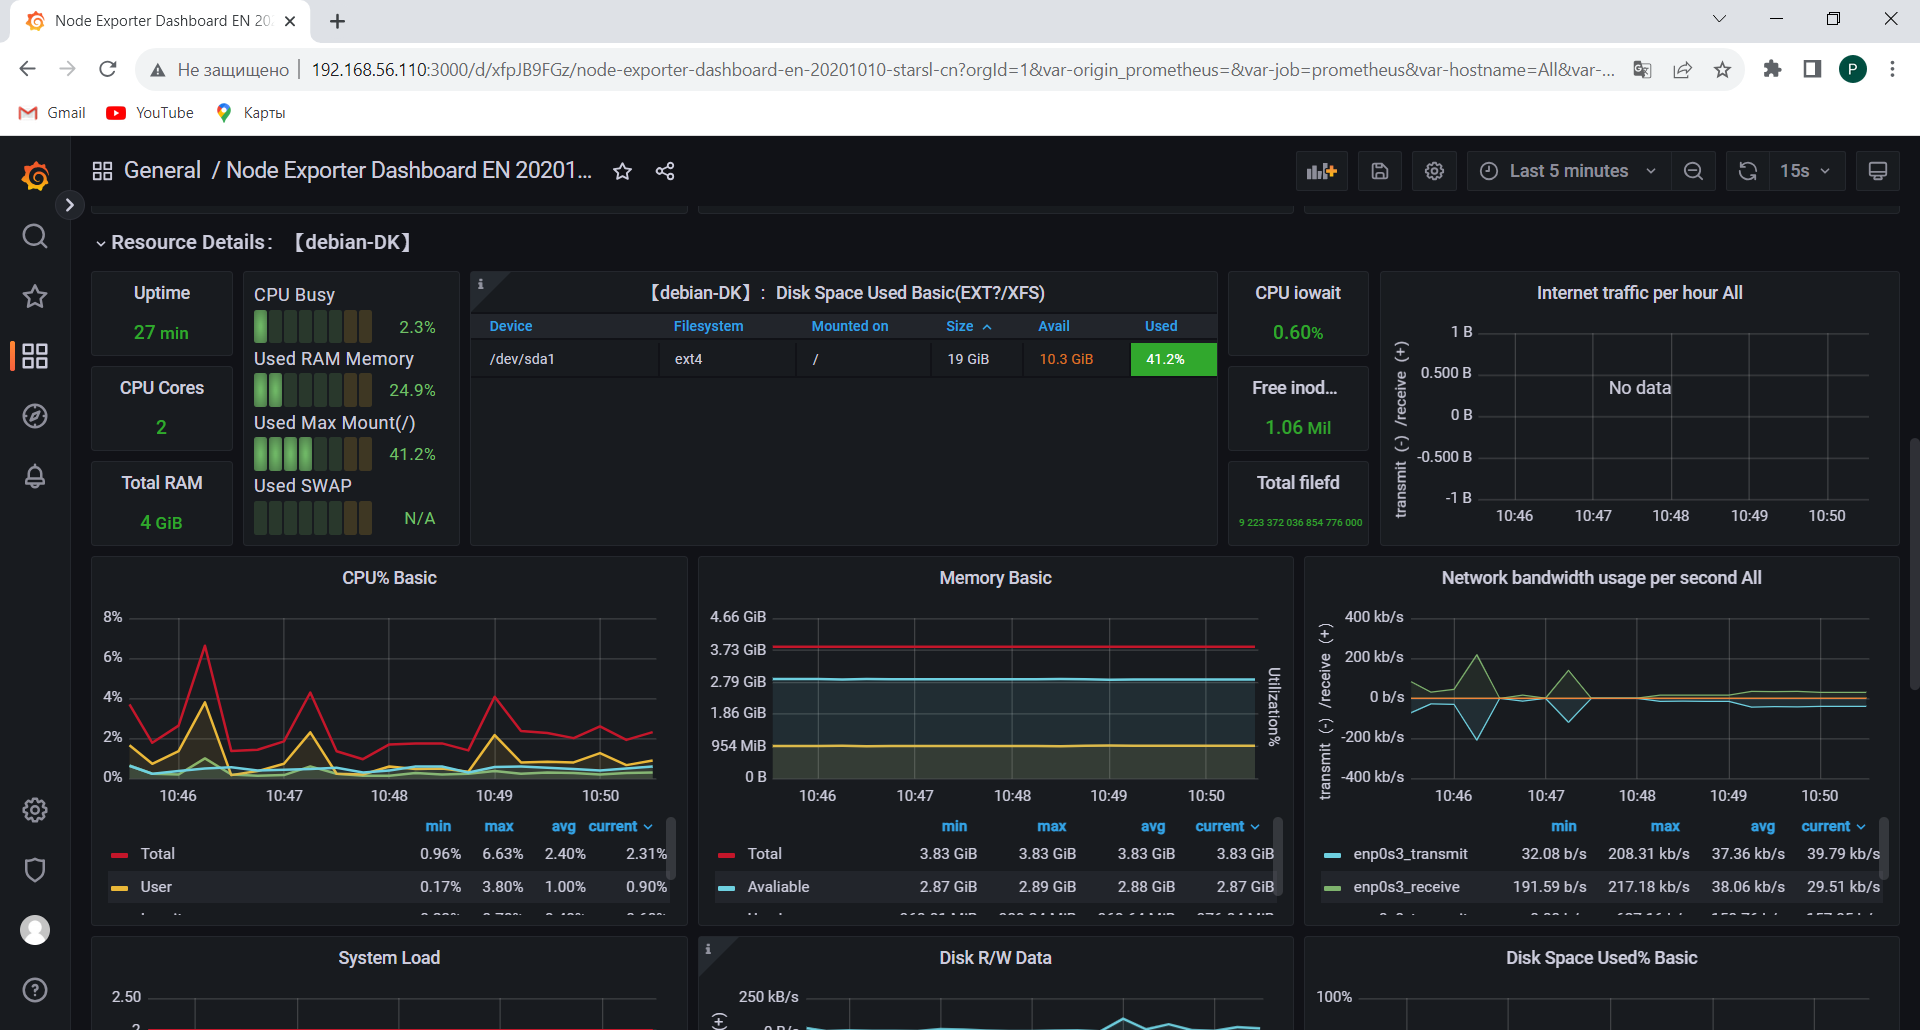 Node Exporter Dashboard EN 20
Не защищено
192.168.56.110:3000/d/xfpJB9FGz/node-exporter-dashboard-en-20201010-starsl-cn?orgId=1&var-origin_prometheus=&var-job=prometheus&var-hostname=All&var-...
P
Gmail YouTube Карты
General / Node Exporter Dashboard EN 20201...
Last 5 minutes 15s
Resource Details: 【debian-DK】
Uptime
27 min
CPU Cores
2
Total RAM
4 GiB
CPU Busy
2.3%
Used RAM Memory
24.9%
Used Max Mount(/)
41.2%
Used SWAP
N/A
i
【debian-DK】: Disk Space Used Basic(EXT?/XFS)
Device Filesystem Mounted on Size Avail Used
/dev/sda1 ext4 / 19 GiB 10.3 GiB 41.2%
CPU iowait
0.60%
Free inod...
1.06 Mil
Total filefd
9 223 372 036 854 776 000
Internet traffic per hour All
transmit (-) /receive (+)
1 B
0.500 B
0 B
-0.500 B
-1 B
No data
10:46 10:47 10:48 10:49 10:50
CPU% Basic
8%
6%
4%
2%
0%
10:46 10:47 10:48 10:49 10:50
min max avg current
Total 0.96% 6.63% 2.40% 2.31%
User 0.17% 3.80% 1.00% 0.90%
Memory Basic
4.66 GiB
3.73 GiB
2.79 GiB
1.86 GiB
954 MiB
0 B
Utilization%
10:46 10:47 10:48 10:49 10:50
min max avg current
Total 3.83 GiB 3.83 GiB 3.83 GiB 3.83 GiB
Avaliable 2.87 GiB 2.89 GiB 2.88 GiB 2.87 GiB
Network bandwidth usage per second All
transmit (-) /receive (+)
400 kb/s
200 kb/s
0 b/s
-200 kb/s
-400 kb/s
10:46 10:47 10:48 10:49 10:50
min max avg current
enp0s3_transmit 32.08 b/s 208.31 kb/s 37.36 kb/s 39.79 kb/s
enp0s3_receive 191.59 b/s 217.18 kb/s 38.06 kb/s 29.51 kb/s
System Load
2.50
2
i
Disk R/W Data
250 kB/s
0 B/s
(+)
Disk Space Used% Basic
100%